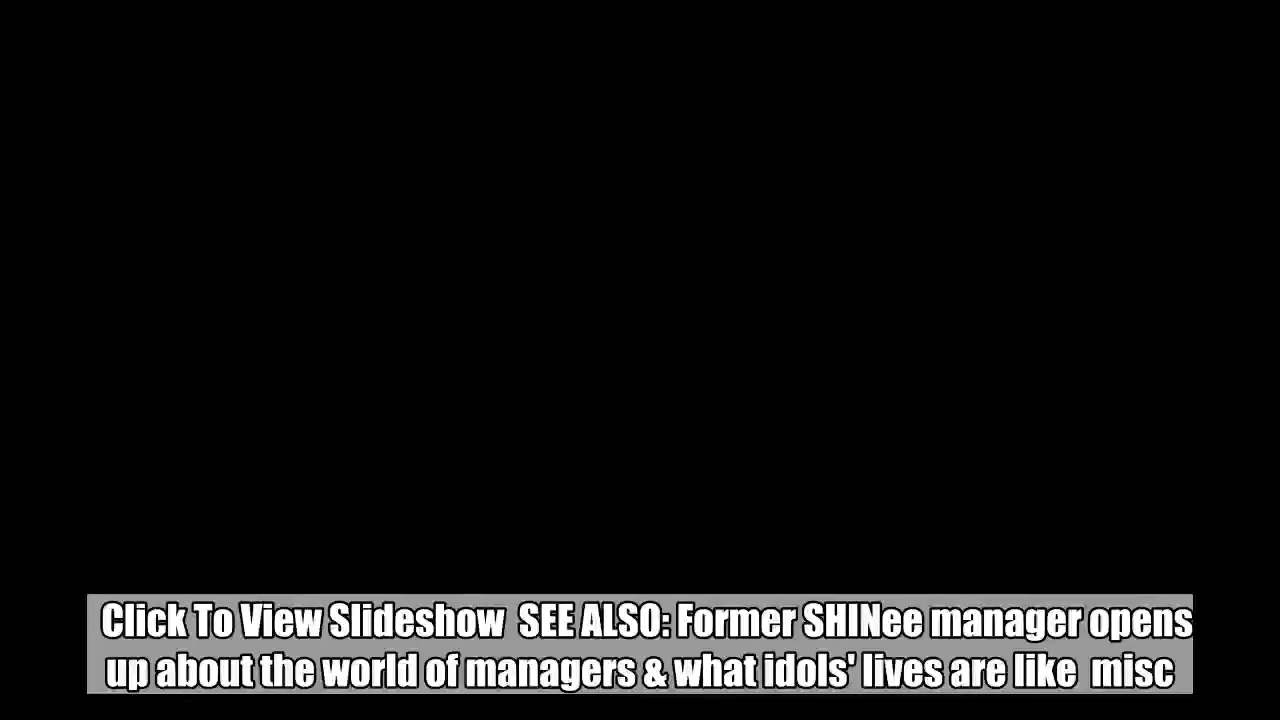 Click To View Slideshow  SEE ALSO: Former SHINee manager opens
up about the world of managers & what idols' lives are like  misc